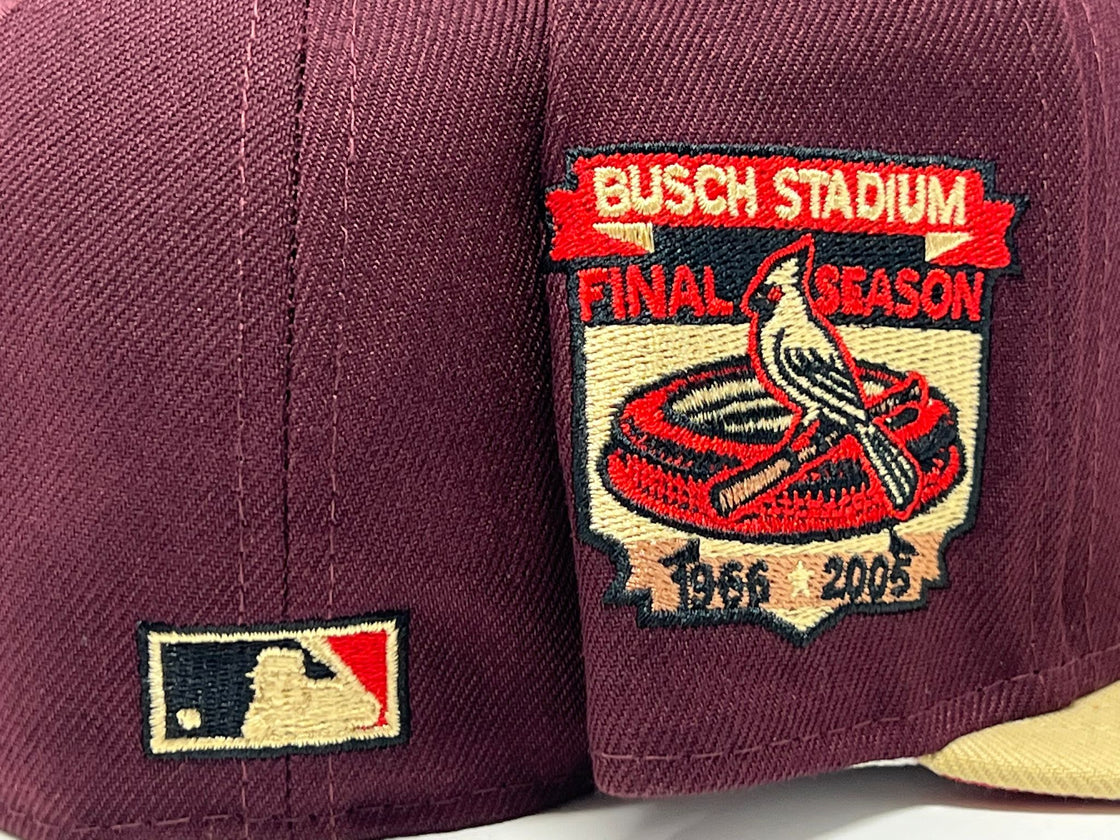 BUSCH STADIUM
FINAL SEASON
1966 ★ 2005